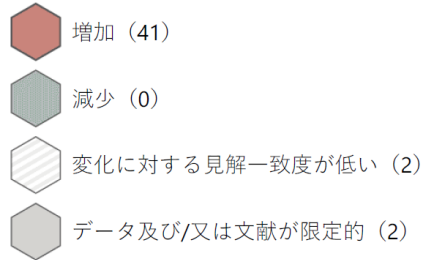 増加（41）
減少（0）
変化に対する見解一致度が低い（2）
データ及び/又は文献が限定的（2）